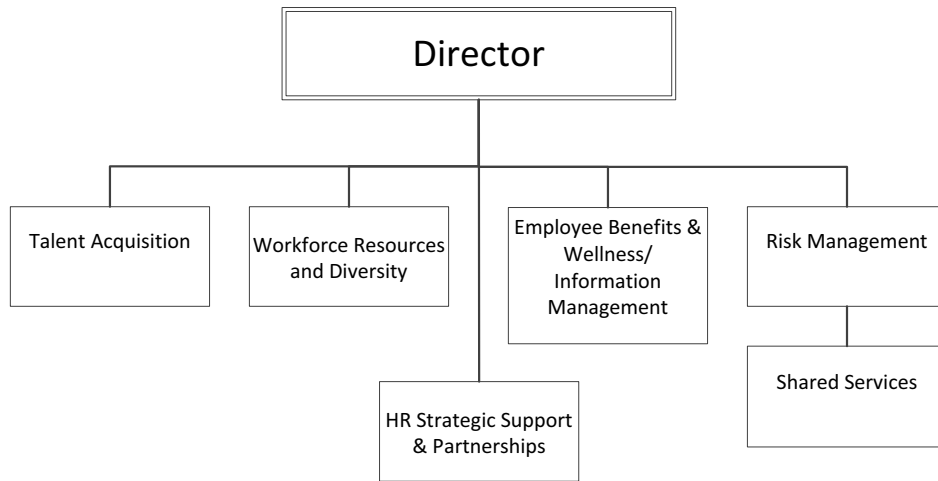 Director
Talent Acquisition
Workforce Resources
and Diversity
Employee Benefits &
Wellness/
Information
Management
Risk Management
HR Strategic Support
& Partnerships
Shared Services